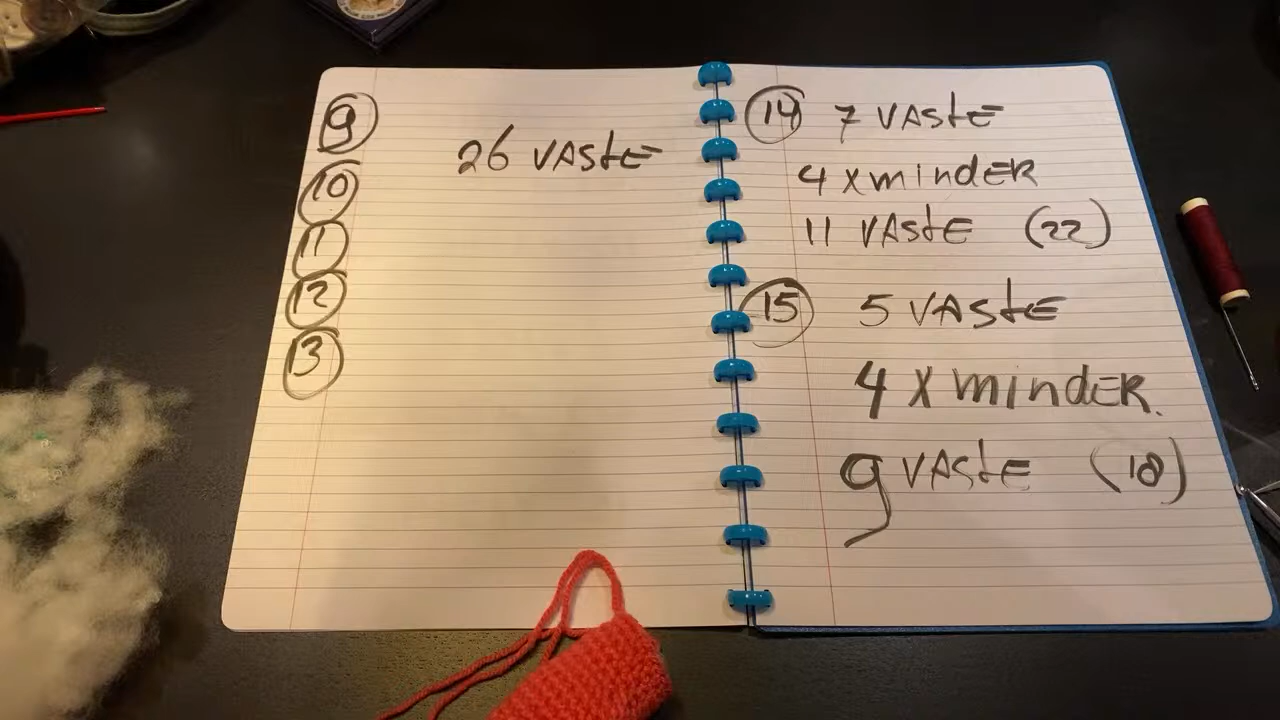 9
26 VASTE
10
11
12
13
14 7 VASTE
4 x minder
11 VASTE (22)
15 5 VASTE
4 x minder.
9 VASTE (18)